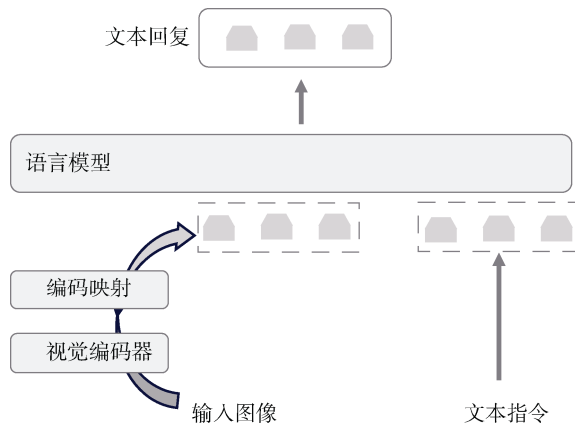 文本回复
语言模型
编码映射
视觉编码器
输入图像
文本指令